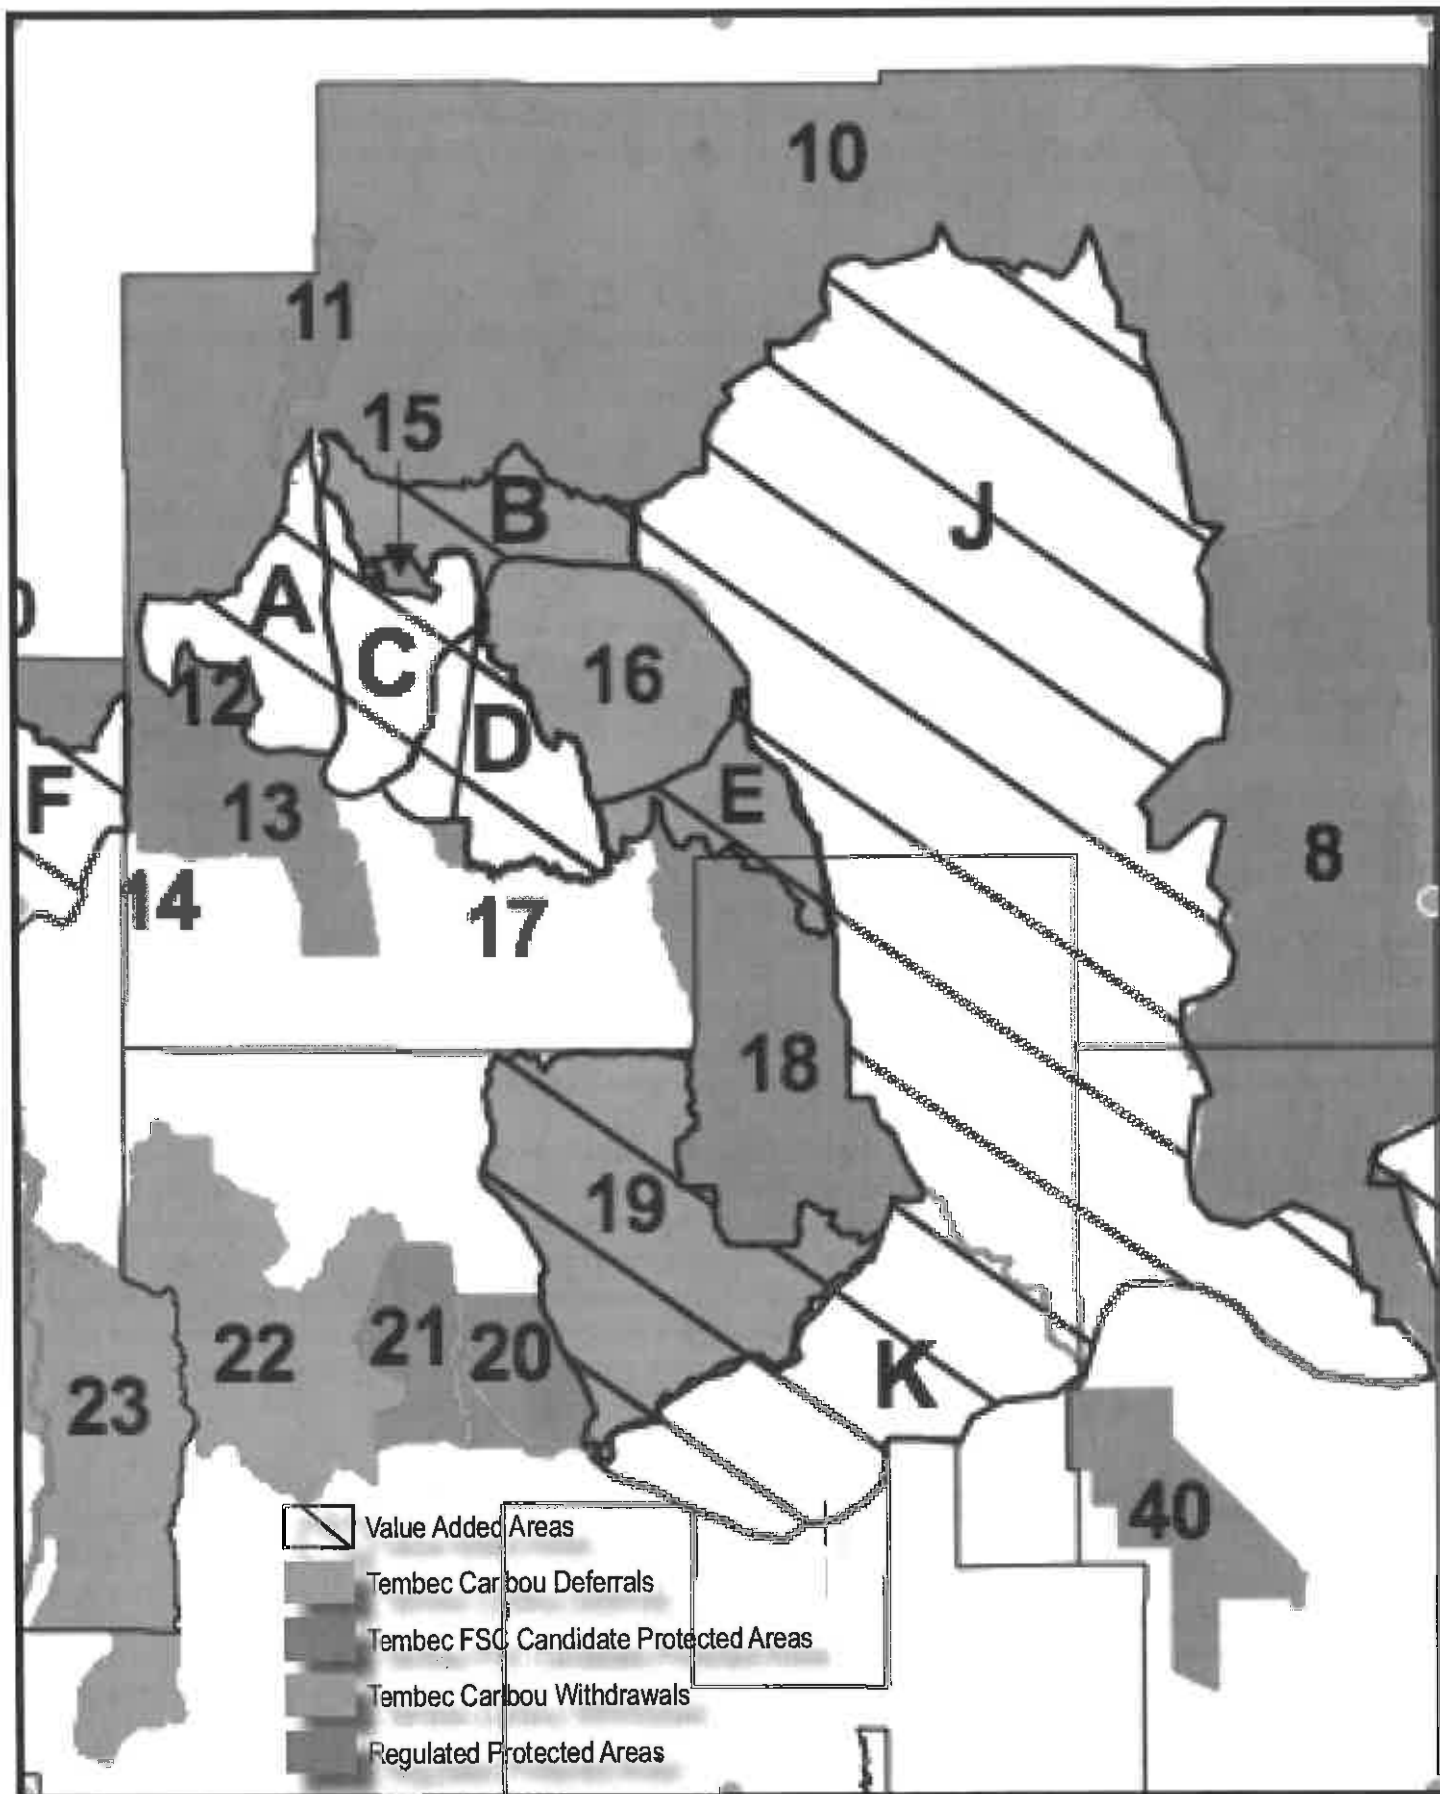 10
11
15
B
J
A
0
C
16
12
D
E
F
13
8
14
17
18
19
22
21
20
K
23
40
Value Added Areas
Tembec Caribou Deferrals
Tembec FSC Candidate Protected Areas
Tembec Caribou Withdrawals
Regulated Protected Areas